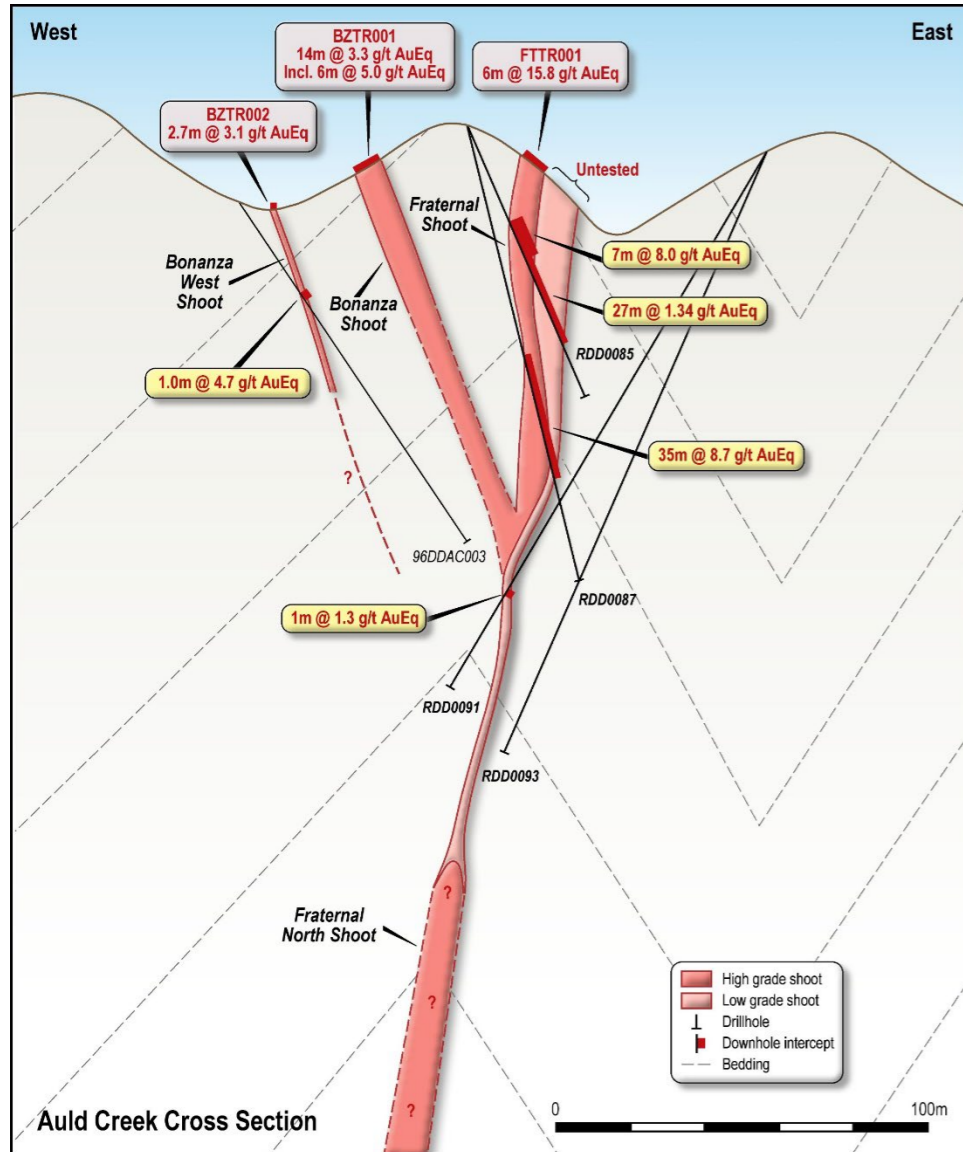 West
East
BZTR001
14m @ 3.3 g/t AuEq
Incl. 6m @ 5.0 g/t AuEq
FTTR001
6m @ 15.8 g/t AuEq
BZTR002
2.7m @ 3.1 g/t AuEq
Untested
Fraternal
Shoot
Bonanza
West
Shoot
Bonanza
Shoot
7m @ 8.0 g/t AuEq
27m @ 1.34 g/t AuEq
RDD0085
1.0m @ 4.7 g/t AuEq
35m @ 8.7 g/t AuEq
?
96DDAC003
RDD0087
1m @ 1.3 g/t AuEq
RDD0091
RDD0093
?
Fraternal
North Shoot
?
?
High grade shoot
Low grade shoot
Drillhole
Downhole intercept
Bedding
Auld Creek Cross Section
0
100m